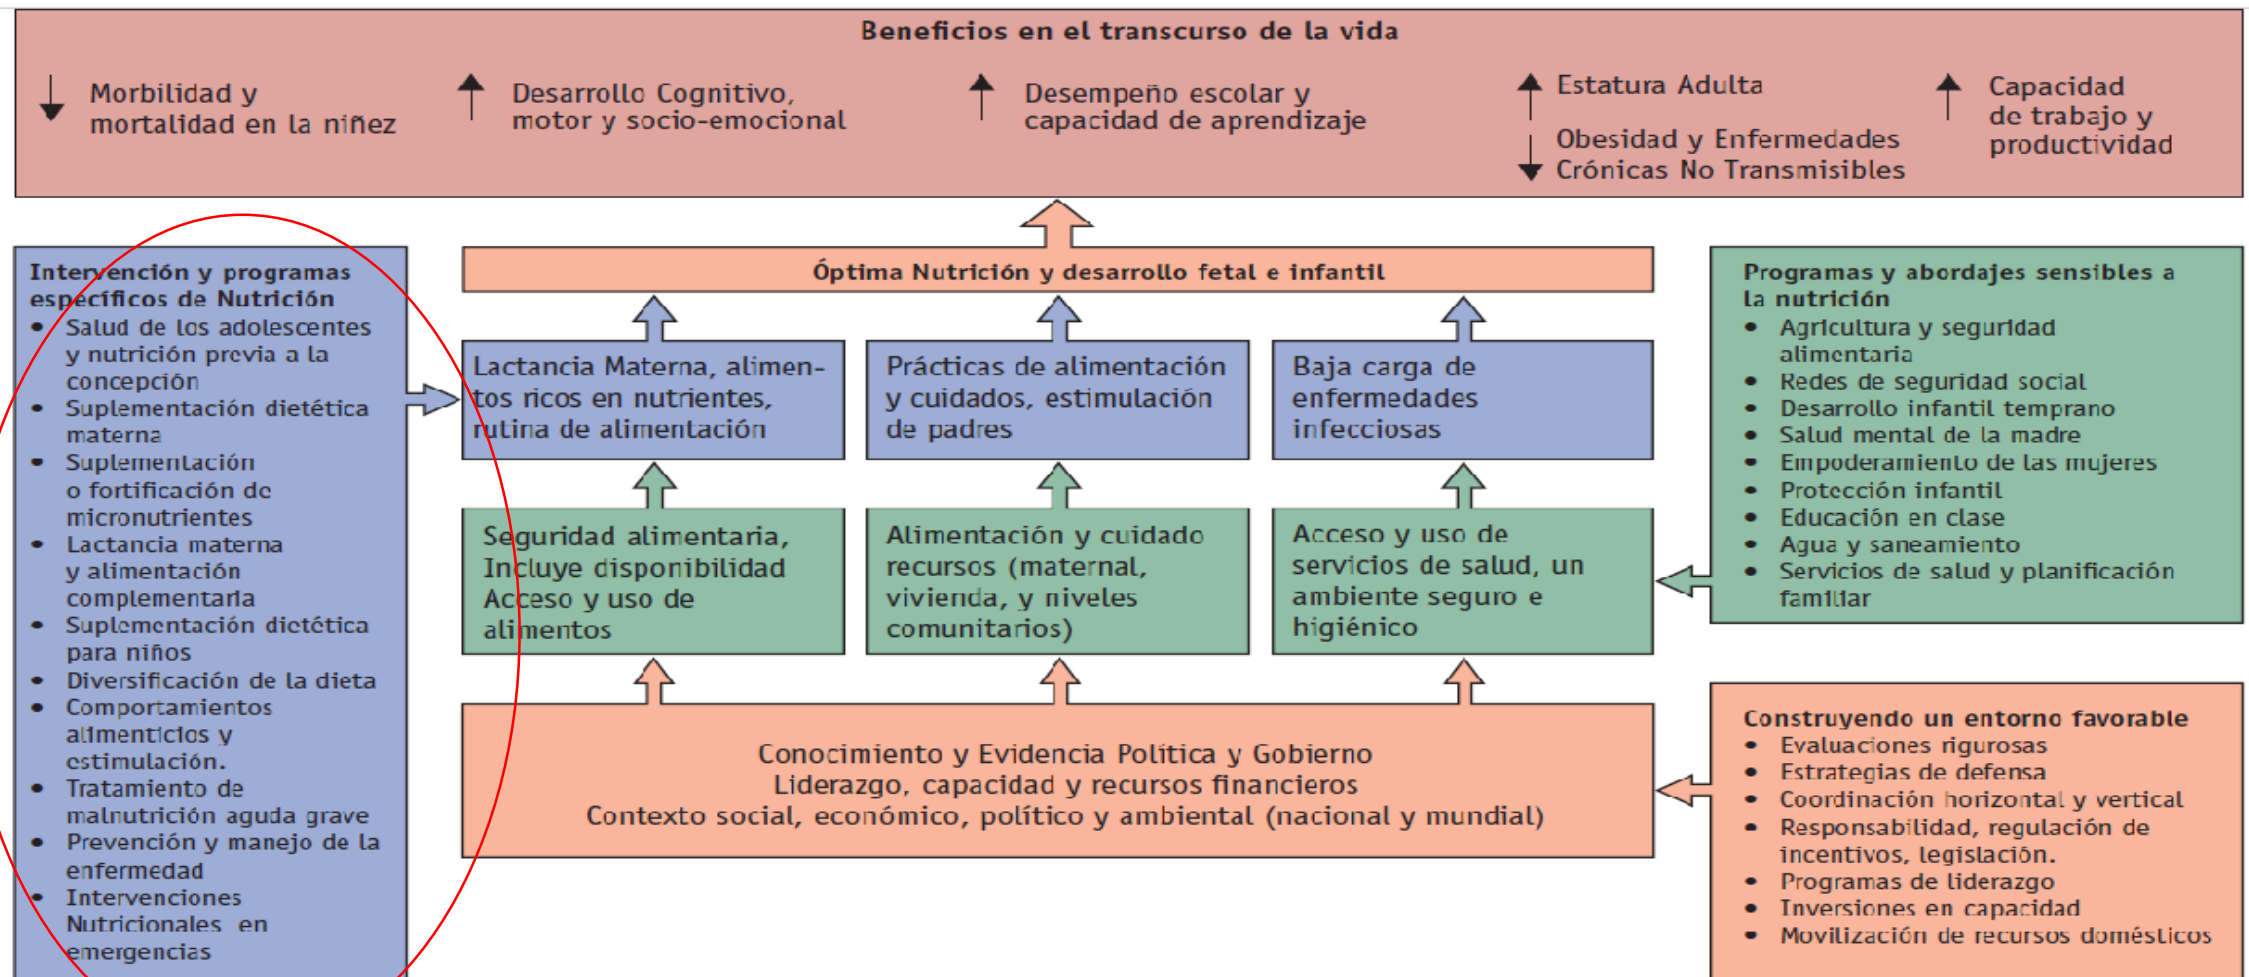 Beneficios en el transcurso de la vida
Morbilidad y
mortalidad en la niñez
Desarrollo Cognitivo,
motor y socio-emocional
Desempeño escolar y
capacidad de aprendizaje
Estatura Adulta
Obesidad y Enfermedades
Crónicas No Transmisibles
Capacidad
de trabajo y
productividad
Intervención y programas
específicos de Nutrición
• Salud de los adolescentes
y nutrición previa a la
concepción
• Suplementación dietética
materna
• Suplementación
o fortificación de
micronutrientes
• Lactancia materna
y alimentación
complementaria
• Suplementación dietética
para niños
• Diversificación de la dieta
• Comportamientos
alimenticios y
estimulación.
• Tratamiento de
malnutrición aguda grave
• Prevención y manejo de la
enfermedad
• Intervenciones
Nutricionales en
emergencias
Óptima Nutrición y desarrollo fetal e infantil
Lactancia Materna, alimen-
tos ricos en nutrientes,
rutina de alimentación
Prácticas de alimentación
y cuidados, estimulación
de padres
Baja carga de
enfermedades
infecciosas
Seguridad alimentaria,
Incluye disponibilidad
Acceso y uso de
alimentos
Alimentación y cuidado
recursos (maternal,
vivienda, y niveles
comunitarios)
Acceso y uso de
servicios de salud, un
ambiente seguro e
higiénico
Conocimiento y Evidencia Política y Gobierno
Liderazgo, capacidad y recursos financieros
Contexto social, económico, político y ambiental (nacional y mundial)
Programas y abordajes sensibles a
la nutrición
• Agricultura y seguridad
alimentaria
• Redes de seguridad social
• Desarrollo infantil temprano
• Salud mental de la madre
• Empoderamiento de las mujeres
• Protección infantil
• Educación en clase
• Agua y saneamiento
• Servicios de salud y planificación
familiar
Construyendo un entorno favorable
• Evaluaciones rigurosas
• Estrategias de defensa
• Coordinación horizontal y vertical
• Responsabilidad, regulación de
incentivos, legislación.
• Programas de liderazgo
• Inversiones en capacidad
• Movilización de recursos domésticos